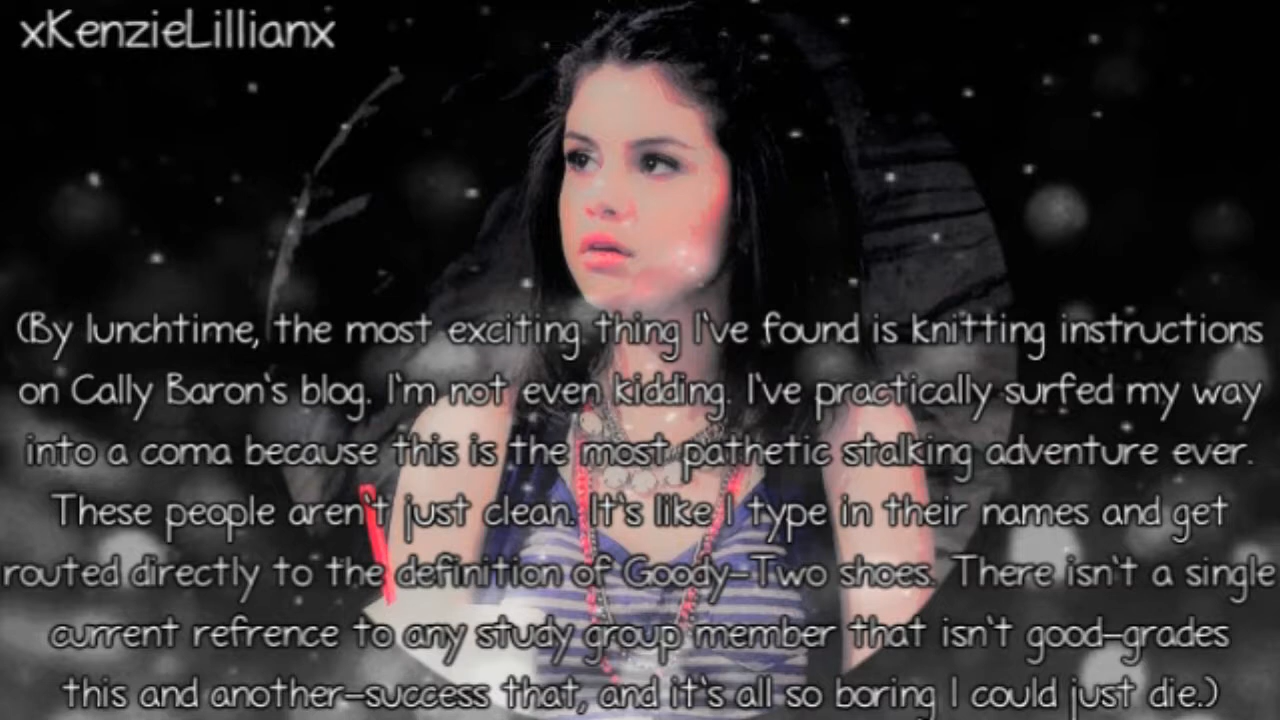 xKenzieLillianx
(By lunchtime, the most exciting thing I've found is knitting instructions
on Cally Baron's blog. I'm not even kidding. I've practically surfed my way
into a coma because this is the most pathetic stalking adventure ever.
These people aren't just clean. It's like I type in their names and get
routed directly to the definition of Goody-Two shoes. There isn't a single
current refrence to any study group member that isn't good-grades
this and another-success that, and it's all so boring I could just die.)